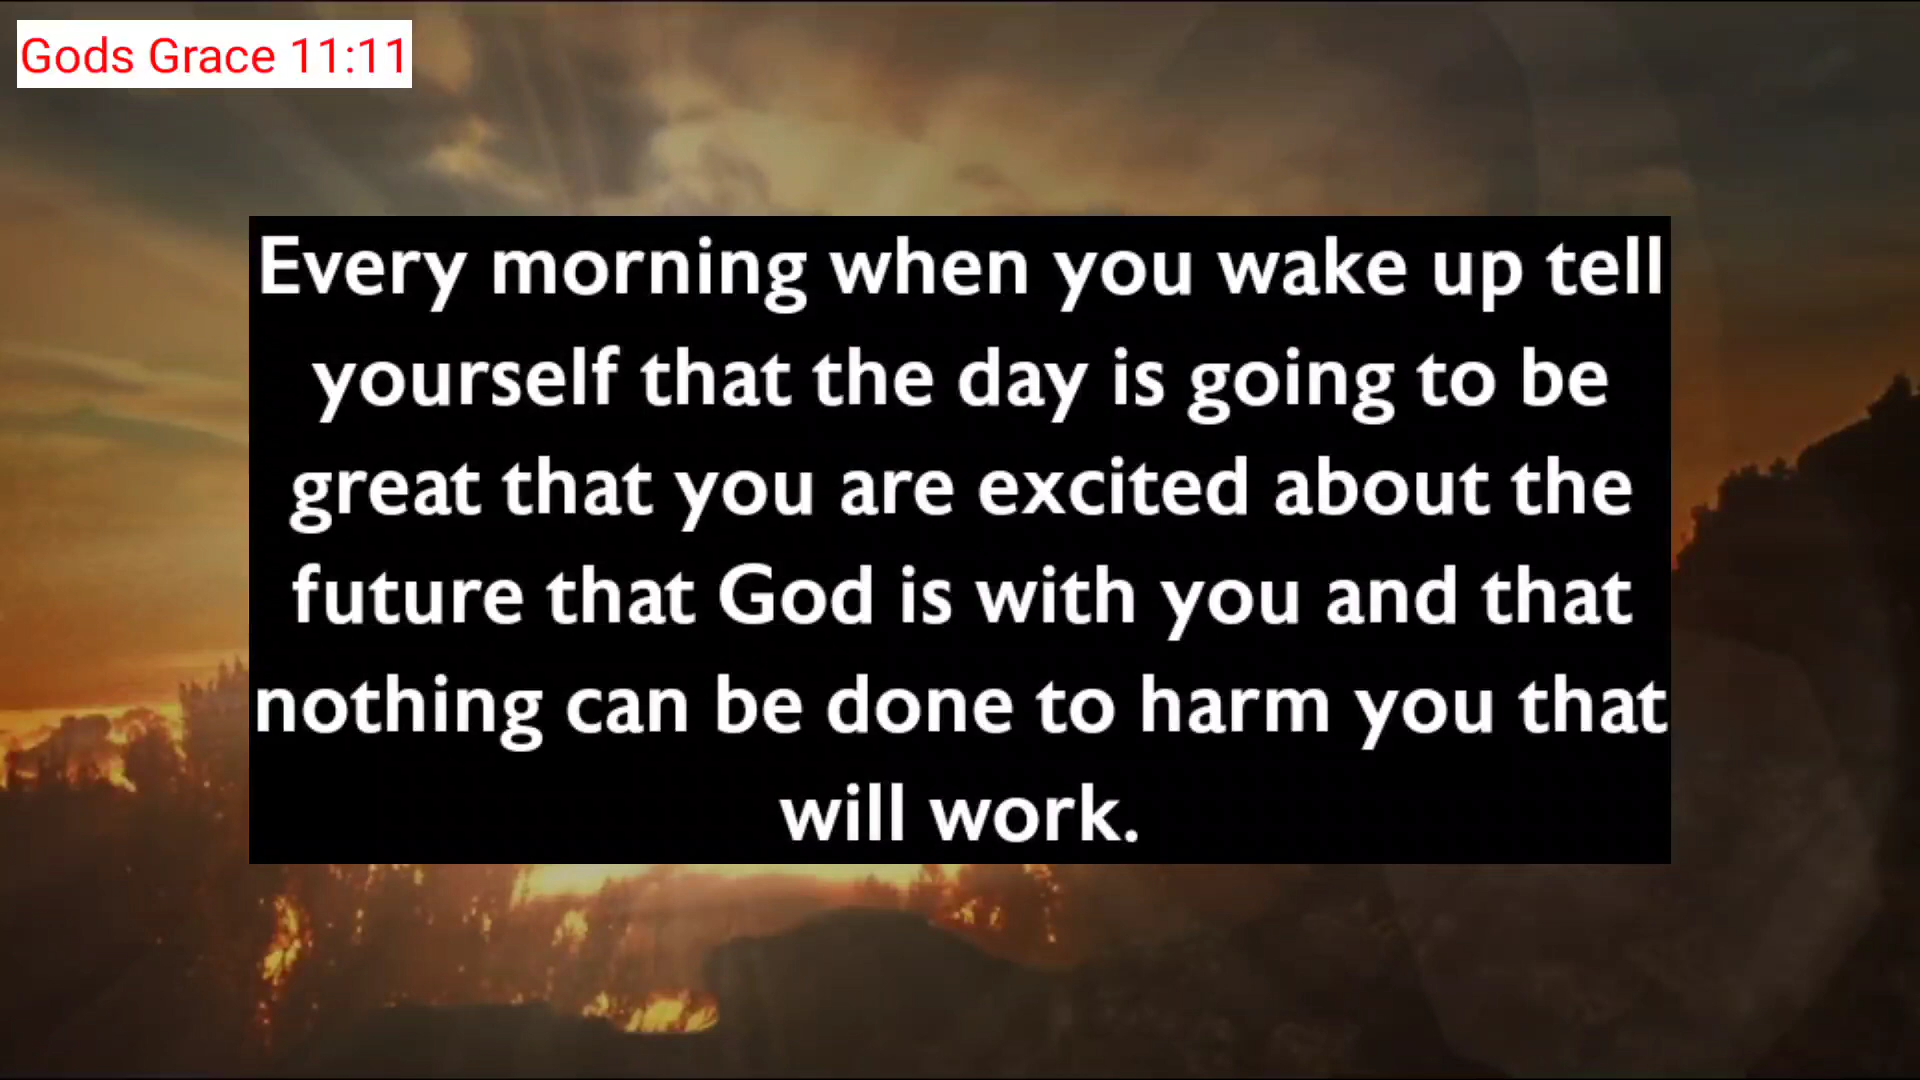 Gods Grace 11:11
Every morning when you wake up tell
yourself that the day is going to be
great that you are excited about the
future that God is with you and that
nothing can be done to harm you that
will work.